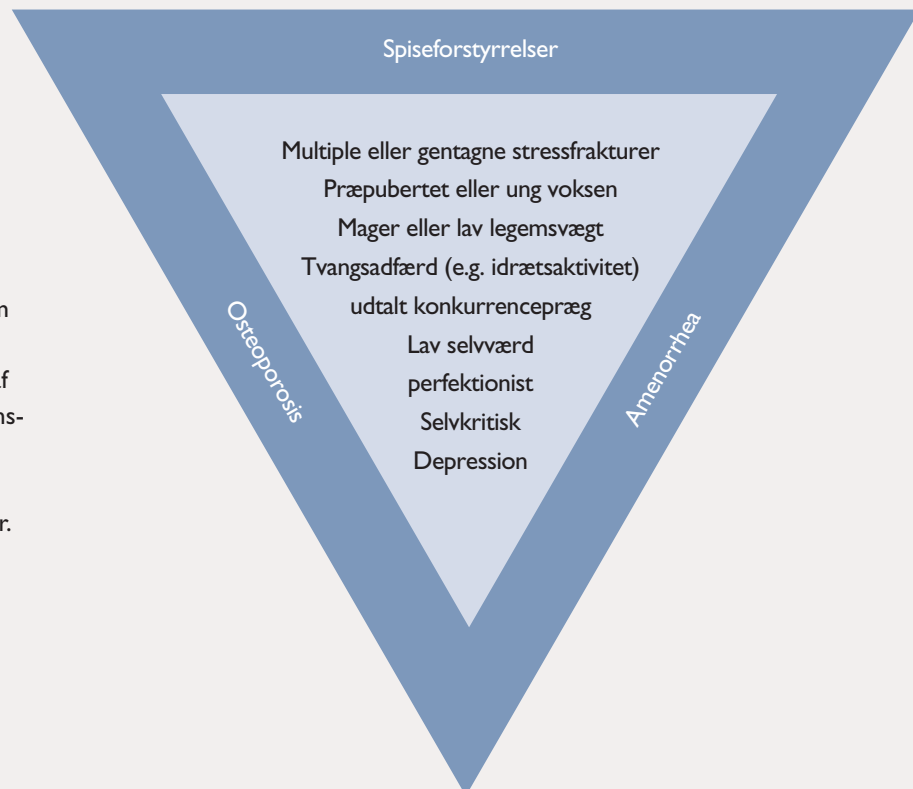 Spiseforstyrrelser
Multiple eller gentagne stressfrakturer
Præpubertet eller ung voksen
Mager eller lav legemsvægt
Tvangsadfærd (e.g. idrætsaktivitet)
udtalt konkurrencepræg
Lav selvværd
perfektionist
Selvkritisk
Depression
Osteoporosis
Amenorrhea
ns-
r.